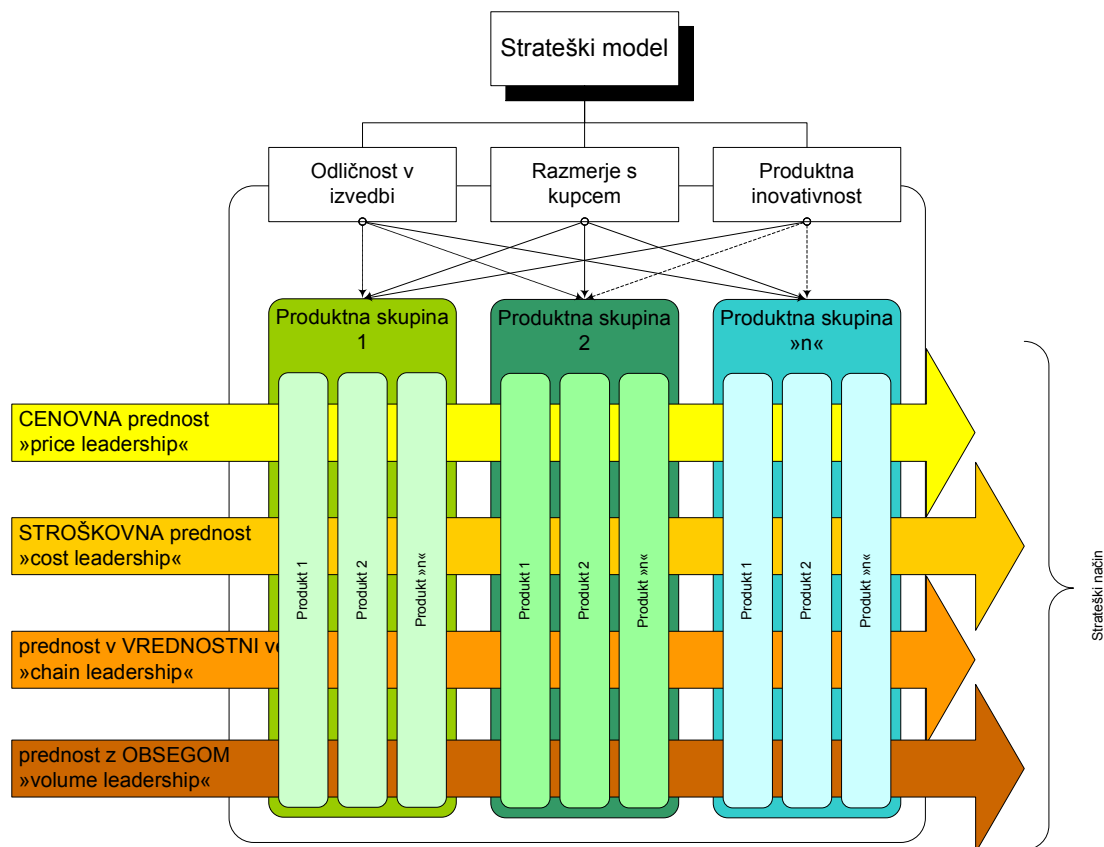 Strateški model
Odličnost v
izvedbi
Razmerje s
kupcem
Produktna
inovativnost
Produktna skupina
1
Produktna skupina
2
Produktna skupina
»n«
CENOVNA prednost
»price leadership«
STROŠKOVNA prednost
»cost leadership«
prednost v VREDNOSTNI
»chain leadership«
prednost z OBSEGOM
»volume leadership«
Produkt 1
Produkt 2
Produkt »n«
Produkt 1
Produkt 2
Produkt »n«
Produkt 1
Produkt 2
Produkt »n«
Strateški način